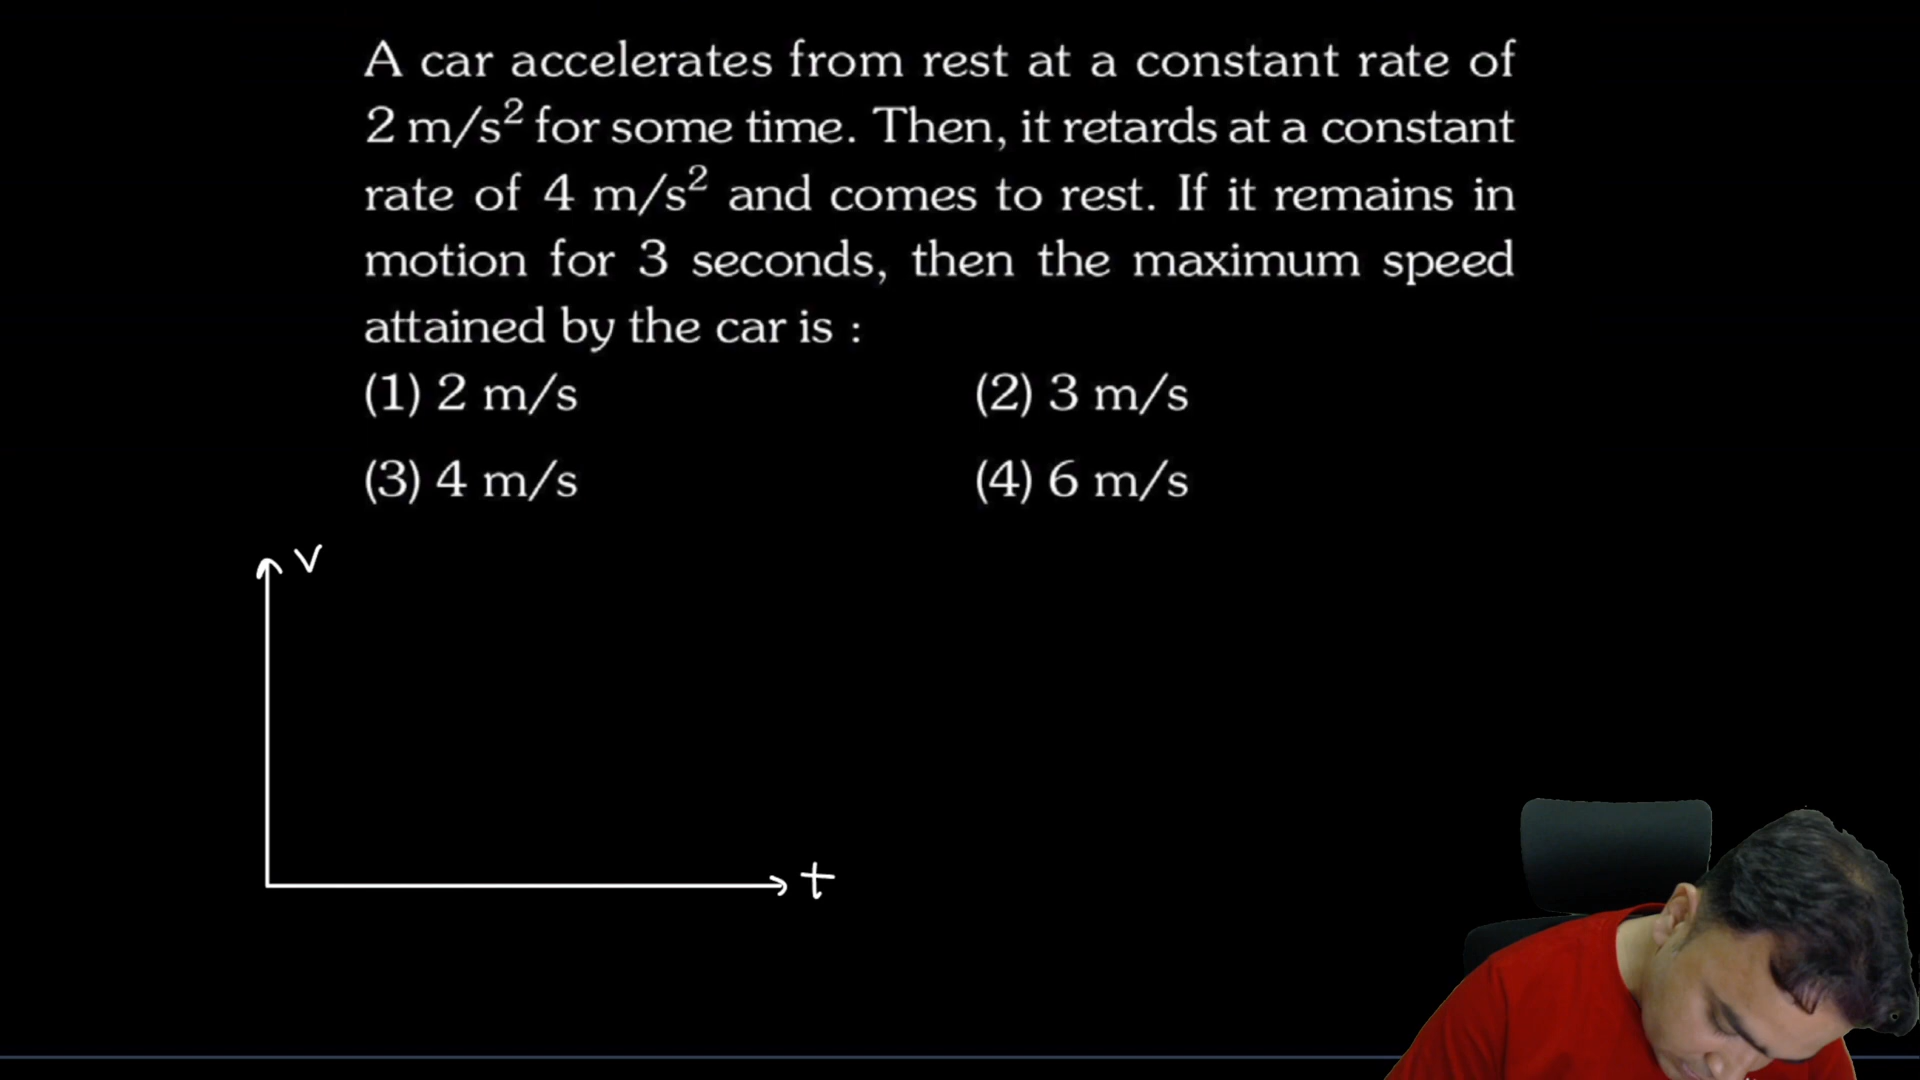 A car accelerates from rest at a constant rate of
2 m/s² for some time. Then, it retards at a constant
rate of 4 m/s² and comes to rest. If it remains in
motion for 3 seconds, then the maximum speed
attained by the car is :
(1) 2 m/s (2) 3 m/s
(3) 4 m/s (4) 6 m/s
v
t